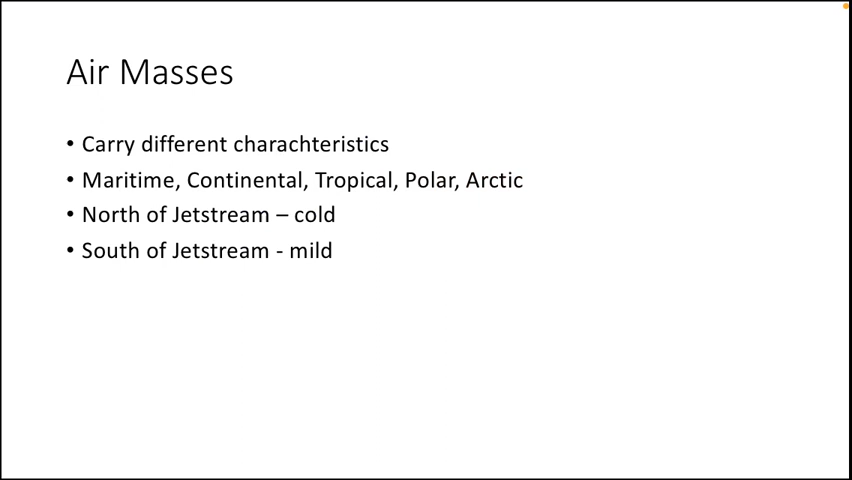 Air Masses
• Carry different charachteristics
• Maritime, Continental, Tropical, Polar, Arctic
• North of Jetstream – cold
• South of Jetstream - mild